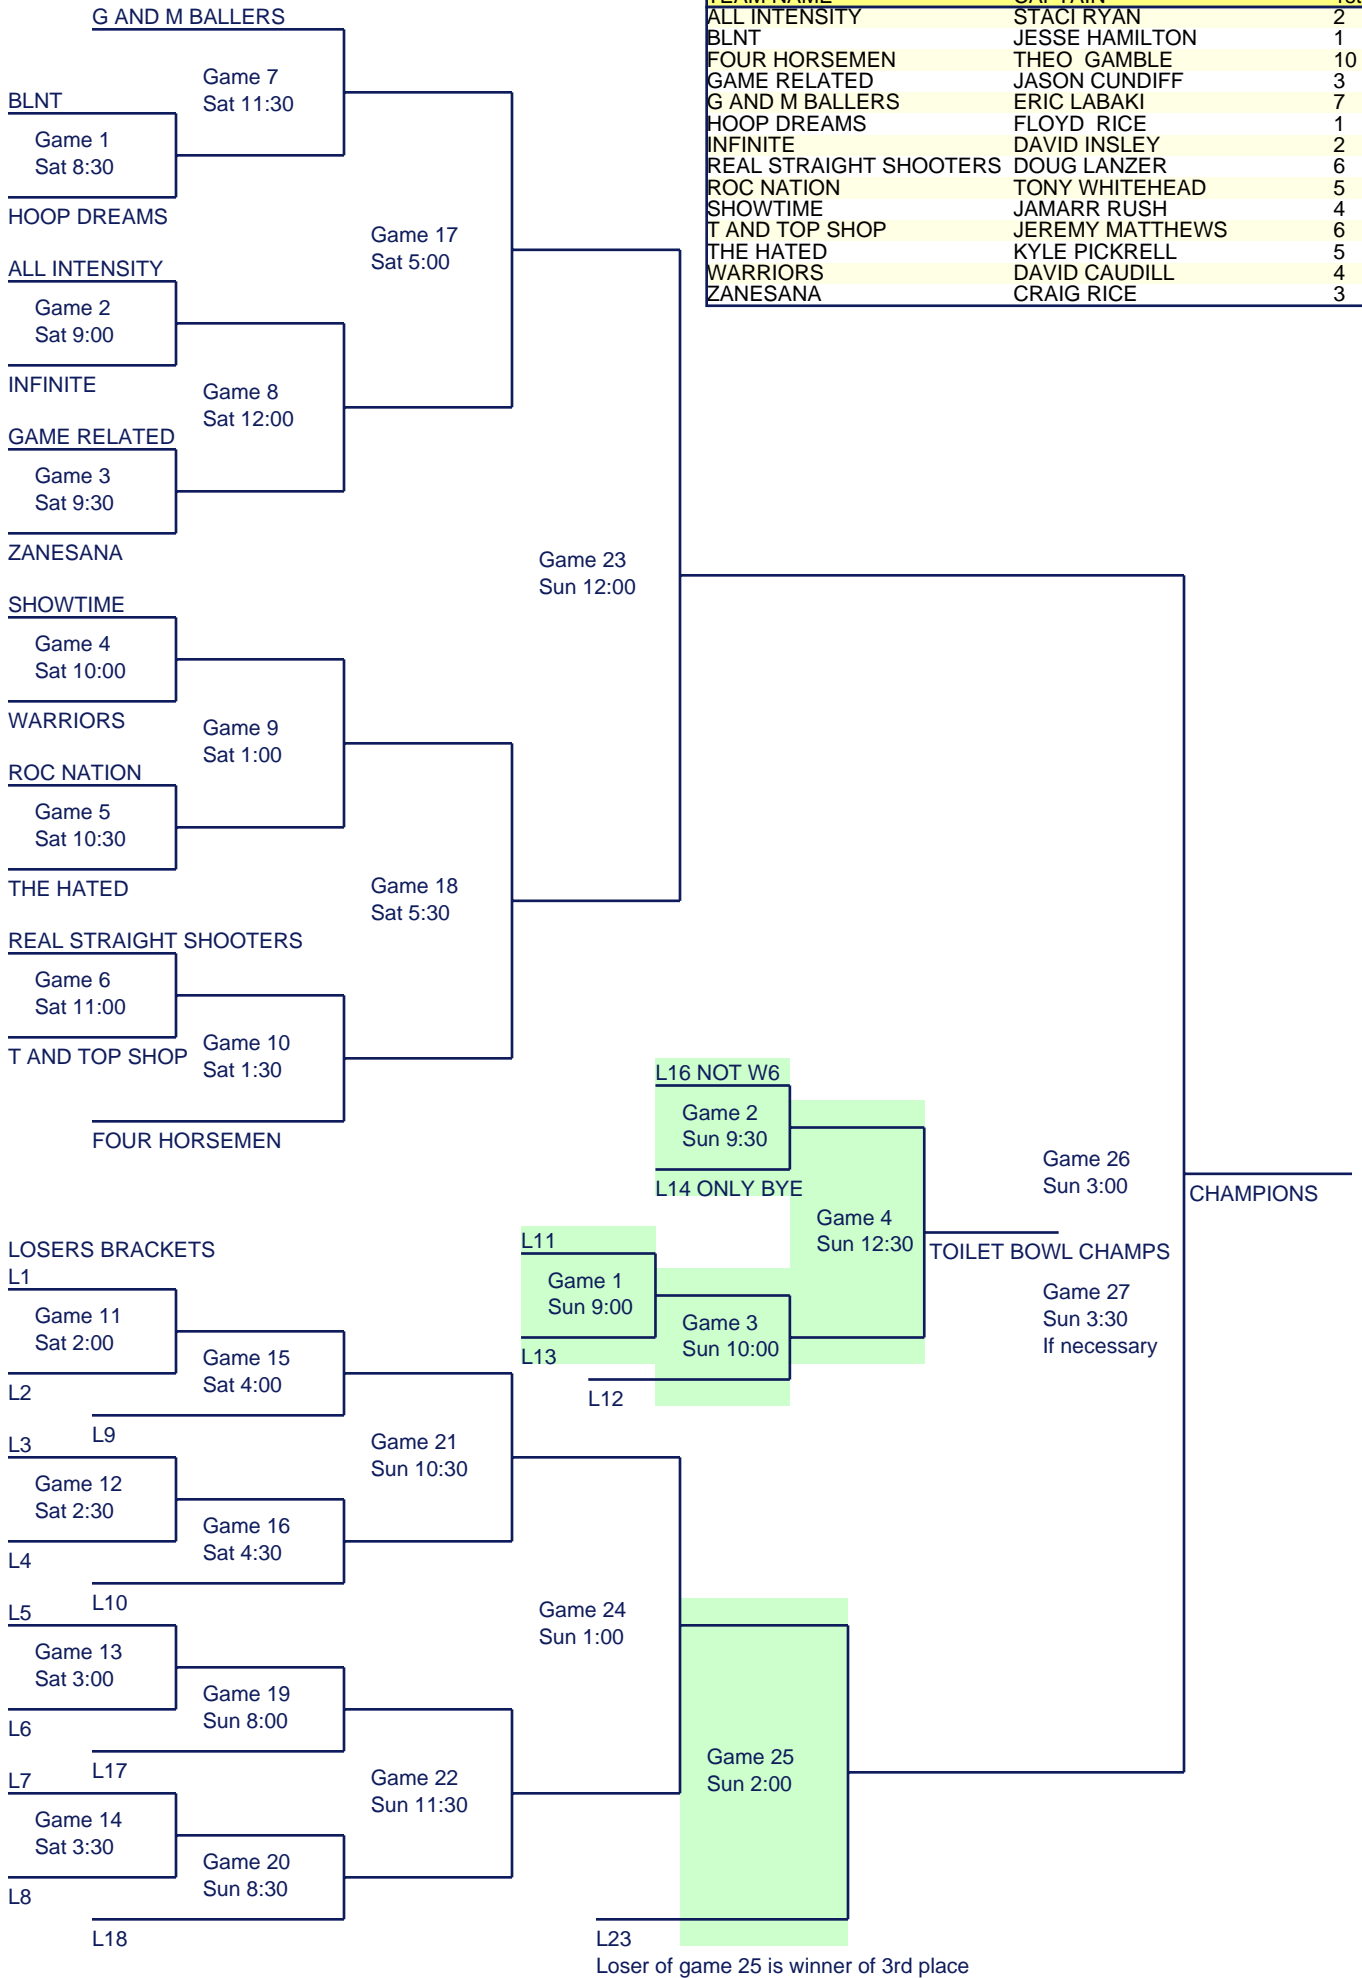 G AND M BALLERS
Game 7
Sat 11:30
BLNT
Game 1
Sat 8:30
HOOP DREAMS
Game 17
Sat 5:00
ALL INTENSITY
Game 2
Sat 9:00
INFINITE
Game 8
Sat 12:00
GAME RELATED
Game 3
Sat 9:30
ZANESANA
Game 23
Sun 12:00
SHOWTIME
Game 4
Sat 10:00
WARRIORS
Game 9
Sat 1:00
ROC NATION
Game 5
Sat 10:30
THE HATED
Game 18
Sat 5:30
REAL STRAIGHT SHOOTERS
Game 6
Sat 11:00
T AND TOP SHOP
Game 10
Sat 1:30
FOUR HORSEMEN
TEAM NAME CAPTAIN
ALL INTENSITY STACI RYAN 2
BLNT JESSE HAMILTON 1
FOUR HORSEMEN THEO GAMBLE 10
GAME RELATED JASON CUNDIFF 3
G AND M BALLERS ERIC LABAKI 7
HOOP DREAMS FLOYD RICE 1
INFINITE DAVID INSLEY 2
REAL STRAIGHT SHOOTERS DOUG LANZER 6
ROC NATION TONY WHITEHEAD 5
SHOWTIME JAMARR RUSH 4
T AND TOP SHOP JEREMY MATTHEWS 6
THE HATED KYLE PICKRELL 5
WARRIORS DAVID CAUDILL 4
ZANESANA CRAIG RICE 3
L16 NOT W6
Game 2
Sun 9:30
L14 ONLY BYE
Game 4
Sun 12:30
L11
Game 1
Sun 9:00
L13
Game 3
Sun 10:00
L12
TOILET BOWL CHAMPS
Game 26
Sun 3:00
CHAMPIONS
Game 27
Sun 3:30
If necessary
LOSERS BRACKETS
L1
Game 11
Sat 2:00
L2
Game 15
Sat 4:00
L9
L3
Game 12
Sat 2:30
L4
Game 16
Sat 4:30
L10
Game 21
Sun 10:30
L5
Game 13
Sat 3:00
L6
Game 19
Sun 8:00
L17
L7
Game 14
Sat 3:30
L8
Game 20
Sun 8:30
L18
Game 22
Sun 11:30
Game 24
Sun 1:00
Game 25
Sun 2:00
L23
Loser of game 25 is winner of 3rd place